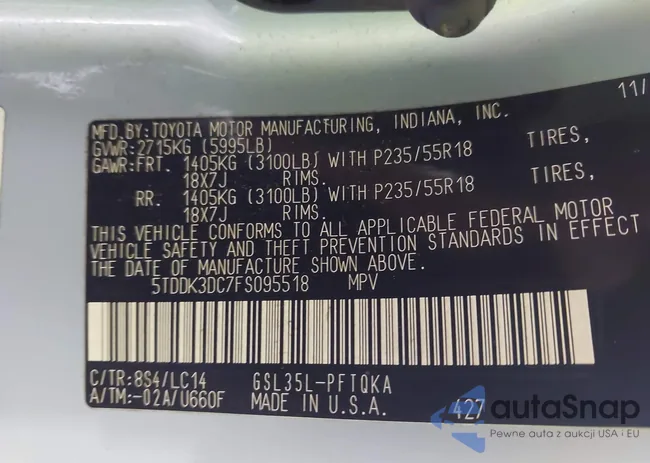 11/
MFD.BY:TOYOTA MOTOR MANUFACTURING, INDIANA, INC.
GVWR:2715KG (5995LB)
GAWR:FRT. 1405KG (3100LB) WITH P235/55R18 TIRES,
18X7J RIMS.
RR. 1405KG (3100LB) WITH P235/55R18 TIRES,
18X7J RIMS.
THIS VEHICLE CONFORMS TO ALL APPLICABLE FEDERAL MOTOR
VEHICLE SAFETY AND THEFT PREVENTION STANDARDS IN EFFECT
THE DATE OF MANUFACTURE SHOWN ABOVE.
5TDDK3DC7FS095518 MPV
C/TR:8S4/LC14 GSL35L-PFTQKA
A/TM:-02A/U660F MADE IN U.S.A. 427
autaSnap
Pewne auta z aukcji USA i EU